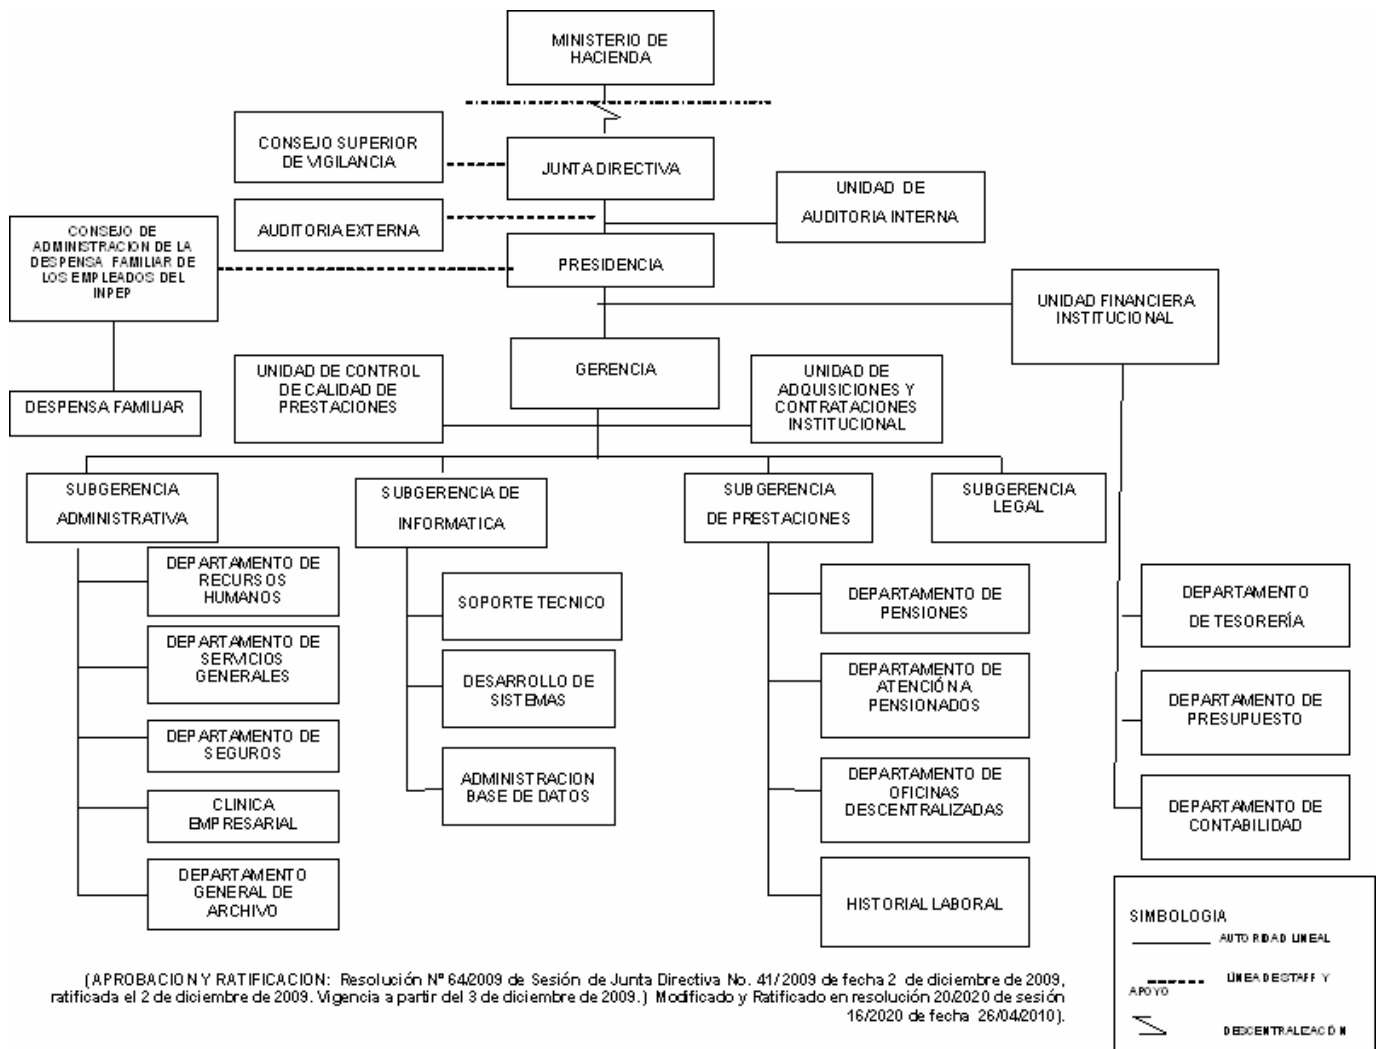 MINISTERIO DE
HACIENDA
CONSEJO SUPERIOR
DE VIGILANCIA
JUNTA DIRECTIVA
UNIDAD DE
AUDITORIA INTERNA
AUDITORIA EXTERNA
CONSEJO DE
ADMINISTRACION DE LA
DESPENSA FAMILIAR DE
LOS EMPLEADOS DEL
INPEP
PRESIDENCIA
UNIDAD FINANCIERA
INSTITUCIONAL
GERENCIA
UNIDAD DE CONTROL
DE CALIDAD DE
PRESTACIONES
UNIDAD DE
ADQUISICIONES Y
CONTRATACIONES
INSTITUCIONAL
DESPENSA FAMILIAR
SUBGERENCIA
ADMINISTRATIVA
SUBGERENCIA DE
INFORMATICA
SUBGERENCIA
DE PRESTACIONES
SUBGERENCIA
LEGAL
DEPARTAMENTO DE
RECURSOS
HUMANOS
DEPARTAMENTO DE
SERVICIOS
GENERALES
DEPARTAMENTO DE
SEGUROS
CLINICA
EMPRESARIAL
DEPARTAMENTO
GENERAL DE
ARCHIVO
SOPORTE TECNICO
DESARROLLO DE
SISTEMAS
ADMINISTRACION
BASE DE DATOS
DEPARTAMENTO DE
PENSIONES
DEPARTAMENTO DE
ATENCIÓN A
PENSIONADOS
DEPARTAMENTO DE
OFICINAS
DESCENTRALIZADAS
HISTORIAL LABORAL
DEPARTAMENTO
DE TESORERÍA
DEPARTAMENTO DE
PRESUPUESTO
DEPARTAMENTO DE
CONTABILIDAD
SIMBOLOGIA
AUTORIDAD LINEAL
LÍNEA DE STAFF Y
APOYO
DESCENTRALIZACIÓN
(APROBACION Y RATIFICACION: Resolución Nº 64/2009 de Sesión de Junta Directiva No. 41/2009 de fecha 2 de diciembre de 2009,
ratificada el 2 de diciembre de 2009. Vigencia a partir del 3 de diciembre de 2009.) Modificado y Ratificado en resolución 20/2020 de sesión
16/2020 de fecha 26/04/2010).